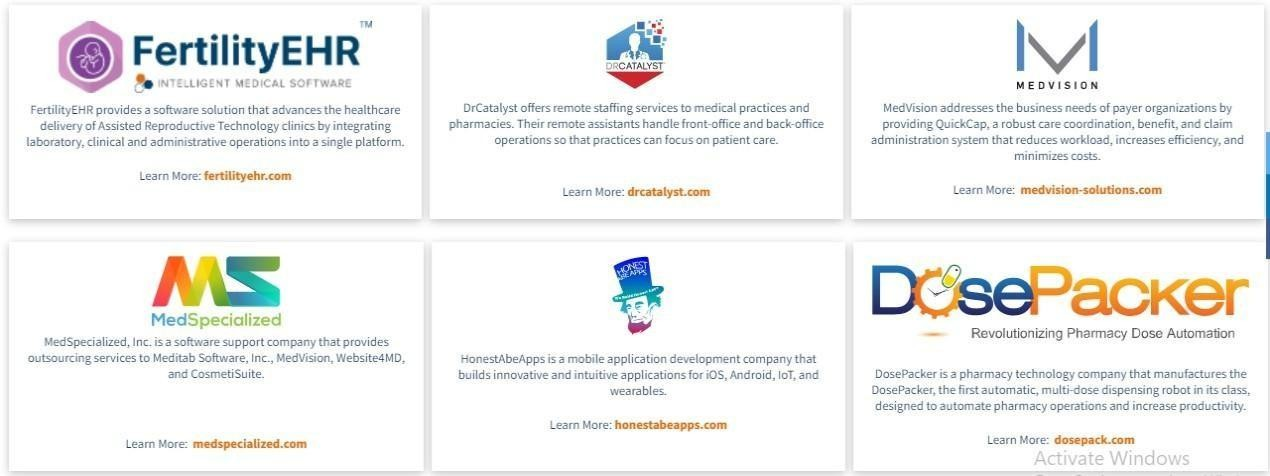 FertilityEHR™
INTELLIGENT MEDICAL SOFTWARE
FertilityEHR provides a software solution that advances the healthcare
delivery of Assisted Reproductive Technology clinics by integrating
laboratory, clinical and administrative operations into a single platform.
Learn More: fertilityehr.com
DRCATALYST
DrCatalyst offers remote staffing services to medical practices and
pharmacies. Their remote assistants handle front-office and back-office
operations so that practices can focus on patient care.
Learn More: drcatalyst.com
MEDVISION
MedVision addresses the business needs of payer organizations by
providing QuickCap, a robust care coordination, benefit, and claim
administration system that reduces workload, increases efficiency, and
minimizes costs.
Learn More: medvision-solutions.com
MS
MedSpecialized
MedSpecialized, Inc. is a software support company that provides
outsourcing services to Meditab Software, Inc., MedVision, Website4MD,
and CosmetiSuite.
Learn More: medspecialized.com
HONEST
ABE APPS
HonestAbeApps is a mobile application development company that
builds innovative and intuitive applications for iOS, Android, IoT, and
wearables.
Learn More: honestabeapps.com
DosePacker
Revolutionizing Pharmacy Dose Automation
DosePacker is a pharmacy technology company that manufactures the
DosePacker, the first automatic, multi-dose dispensing robot in its class,
designed to automate pharmacy operations and increase productivity.
Learn More: dosepack.com
Activate Windows